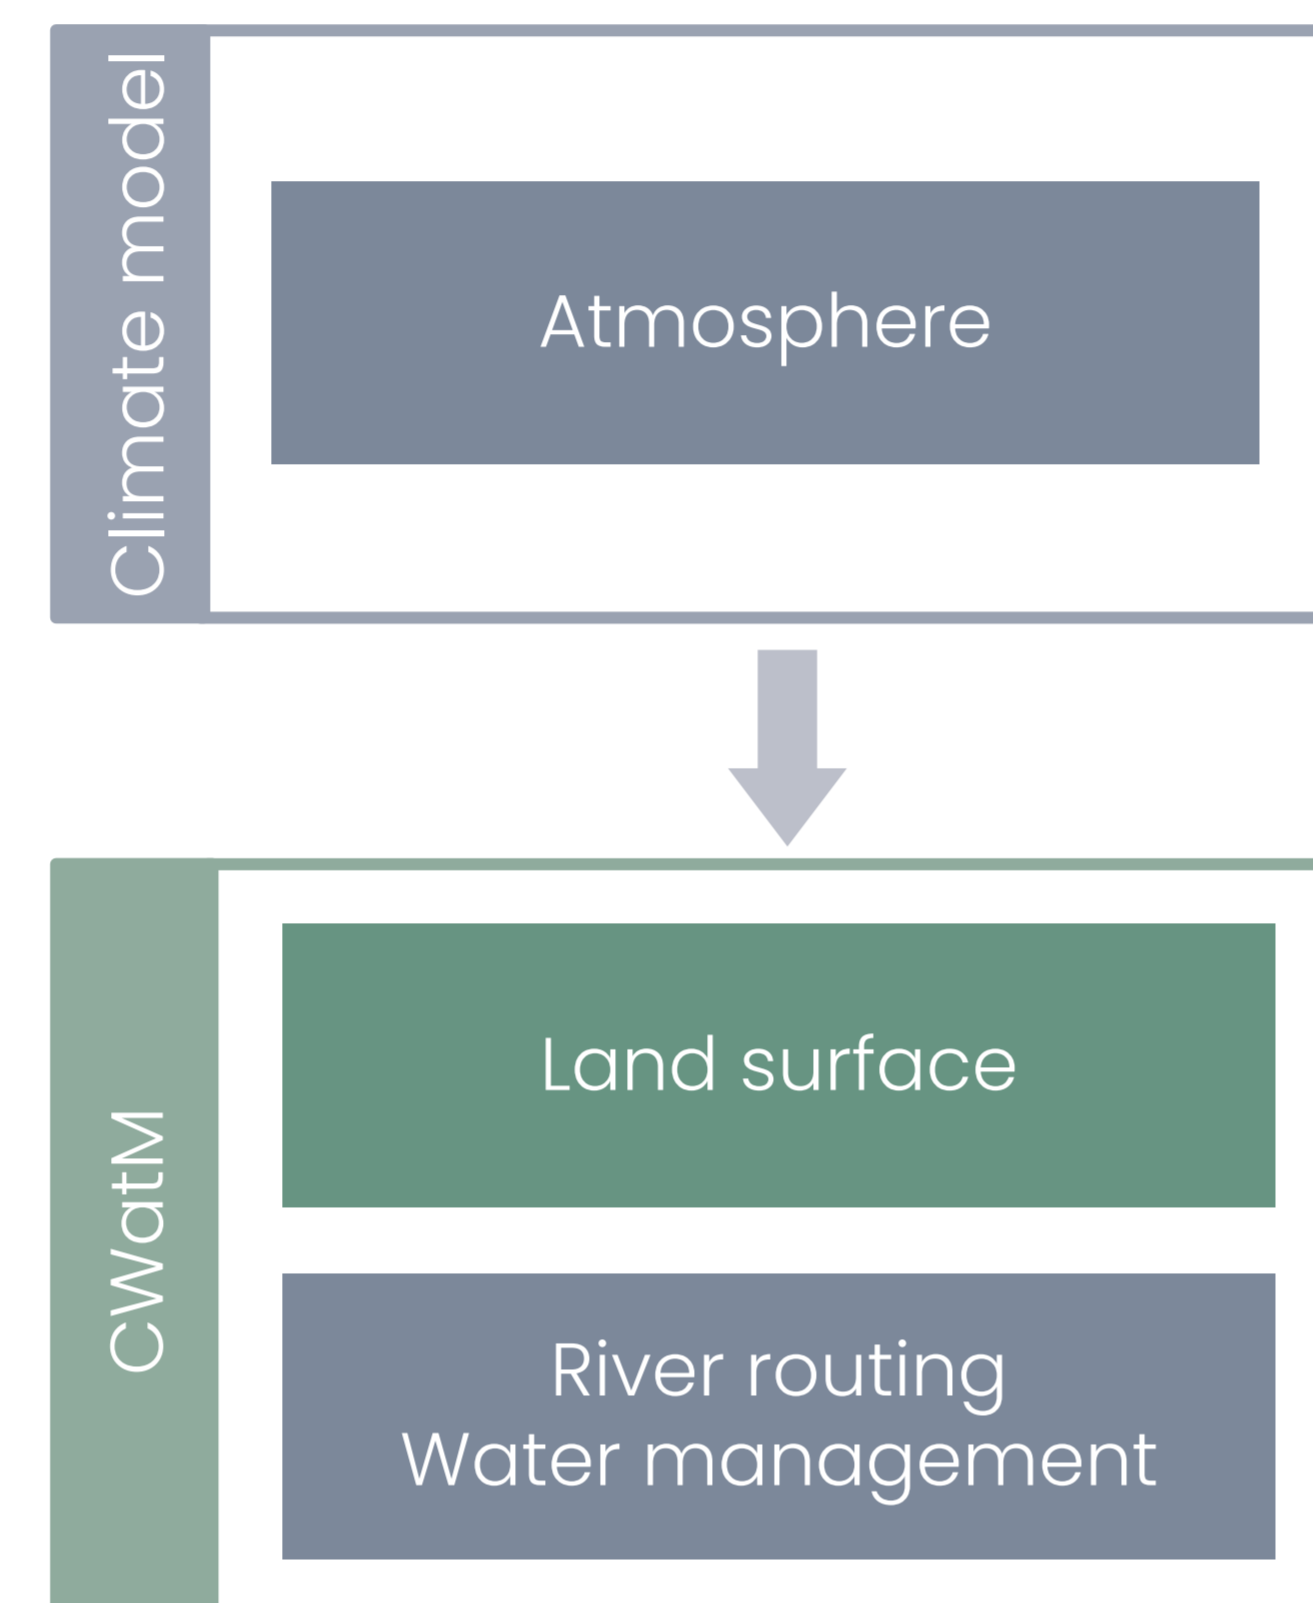 Climate model
Atmosphere
CWatM
Land surface
River routing
Water management